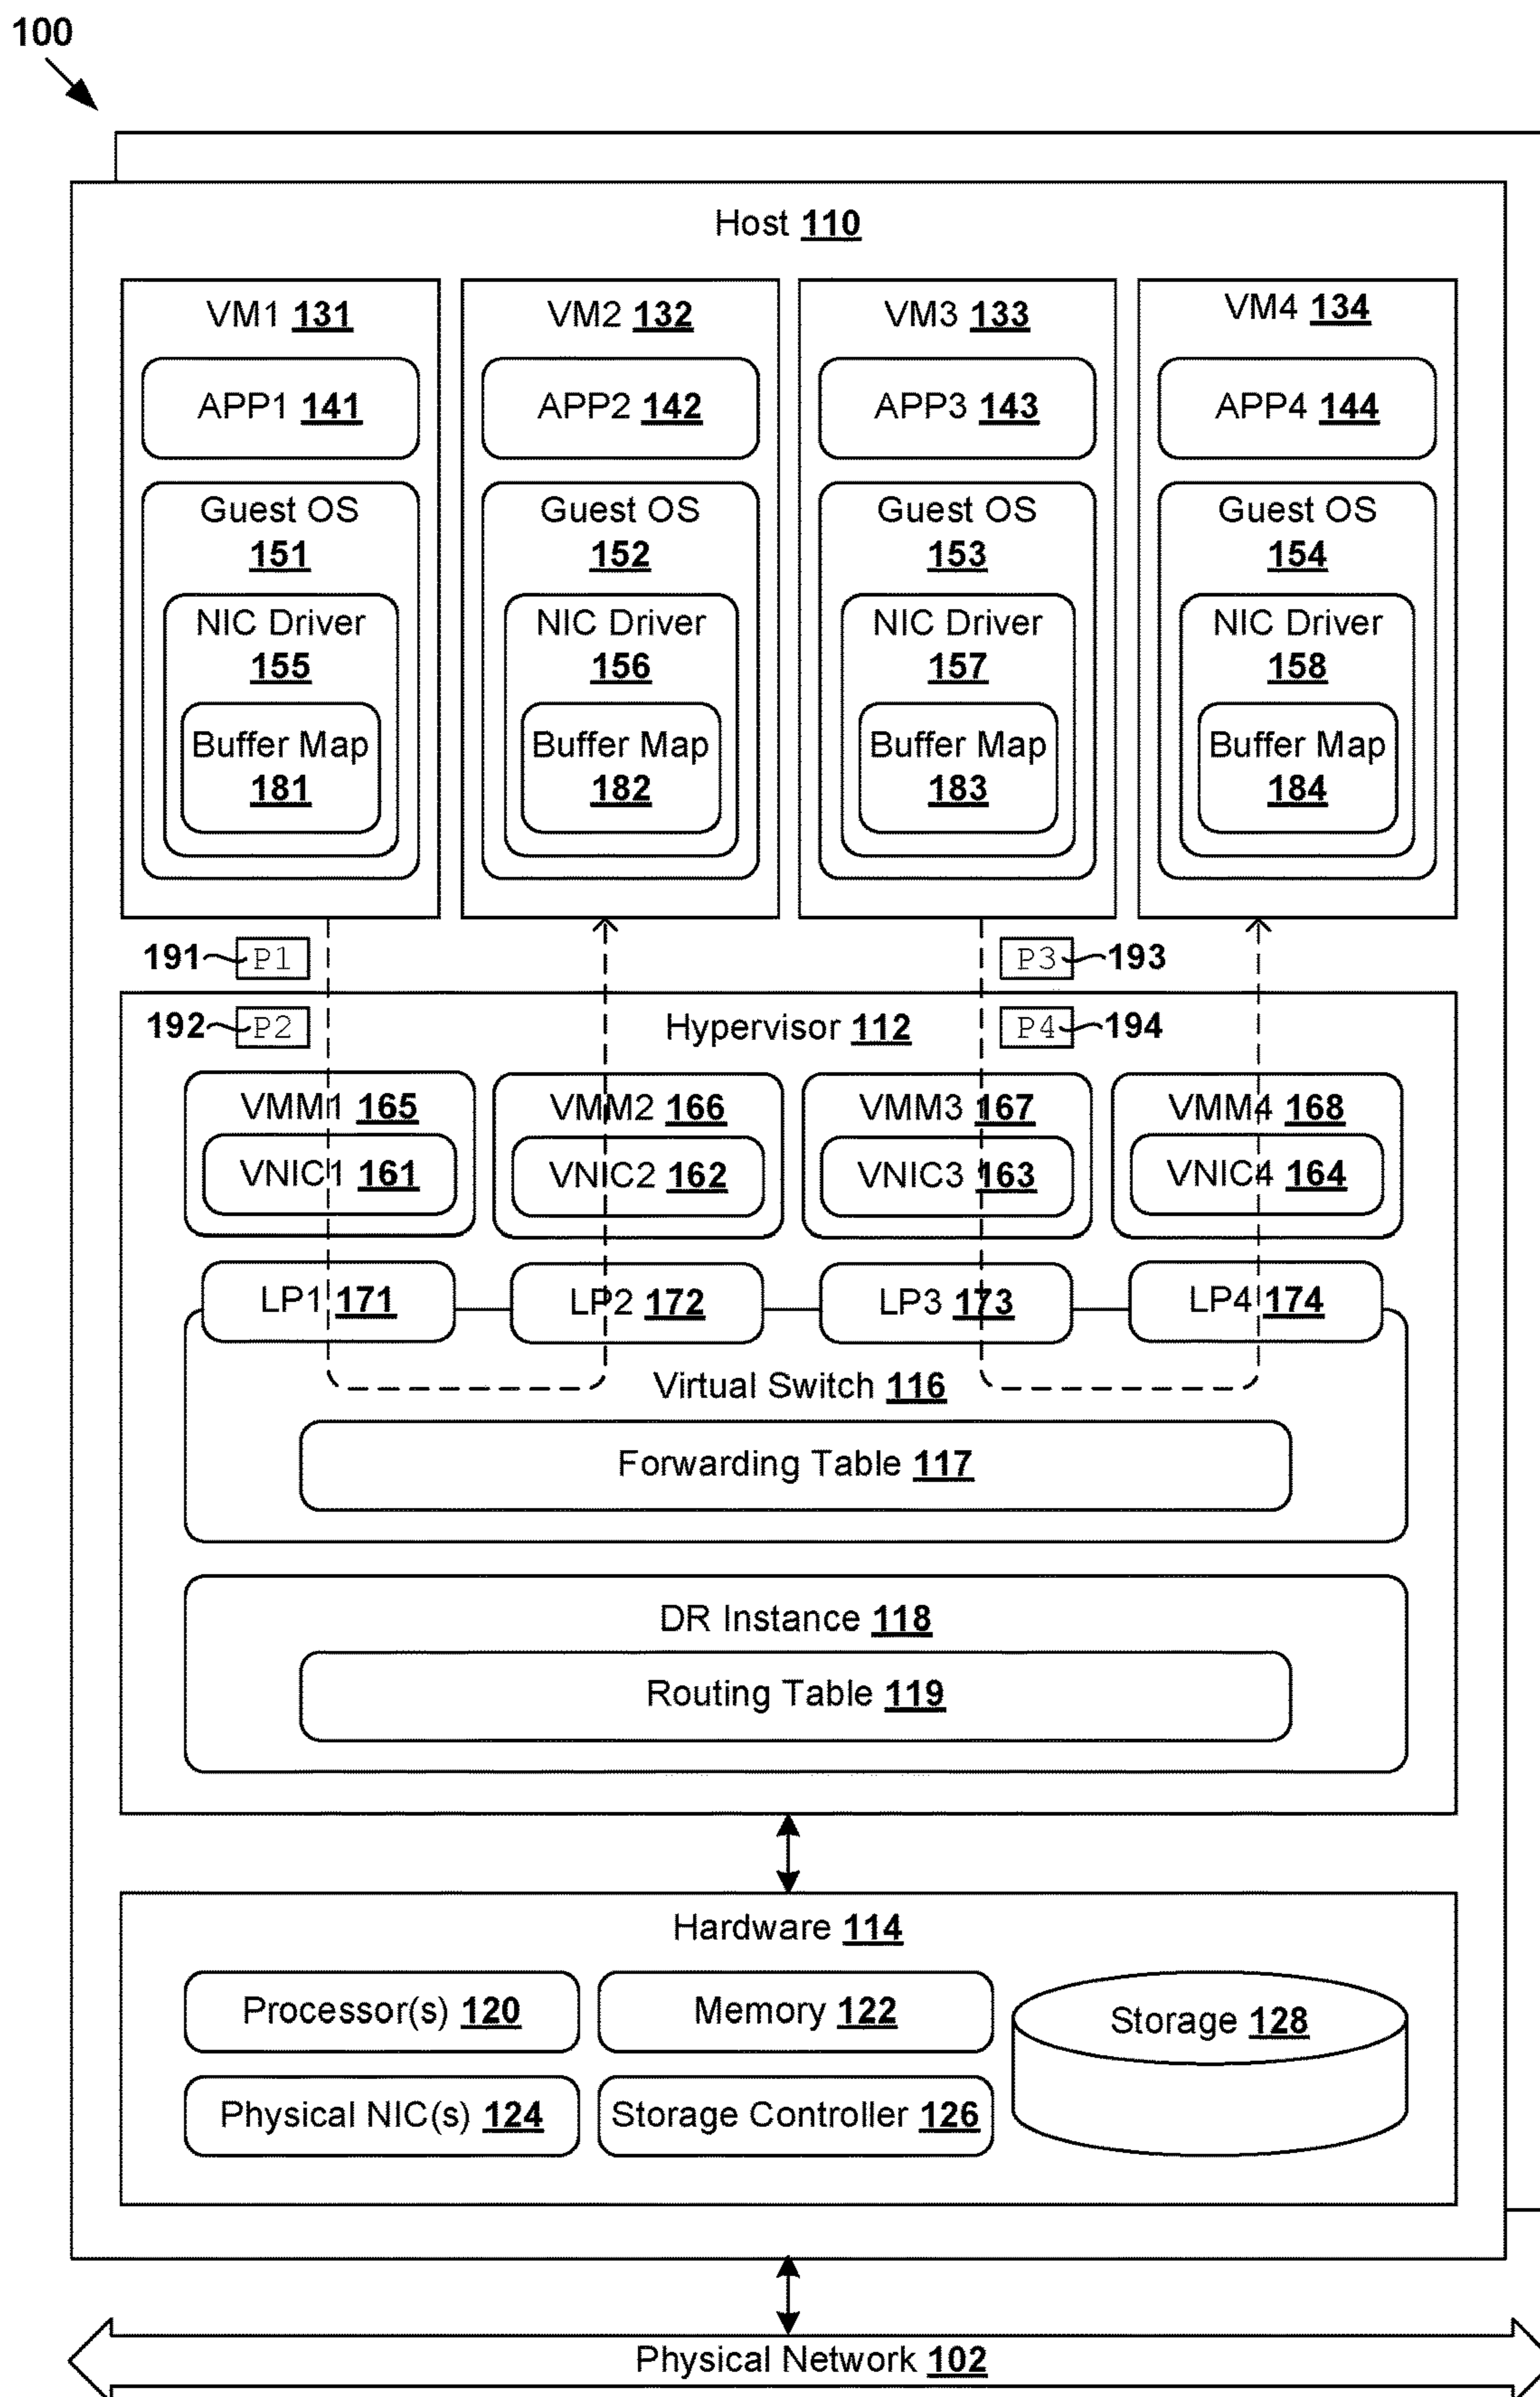 100
Host 110
VM1 131
VM2 132
VM3 133
VM4 134
APP1 141
APP2 142
APP3 143
APP4 144
Guest OS
151
Guest OS
152
Guest OS
153
Guest OS
154
NIC Driver
155
NIC Driver
156
NIC Driver
157
NIC Driver
158
Buffer Map
181
Buffer Map
182
Buffer Map
183
Buffer Map
184
191
P1
P3
193
192
P2
Hypervisor 112
P4
194
VMM1 165
VMM2 166
VMM3 167
VMM4 168
VNIC1 161
VNIC2 162
VNIC3 163
VNIC4 164
LP1 171
LP2 172
LP3 173
LP4 174
Virtual Switch 116
Forwarding Table 117
DR Instance 118
Routing Table 119
Hardware 114
Processor(s) 120
Memory 122
Storage 128
Physical NIC(s) 124
Storage Controller 126
Physical Network 102